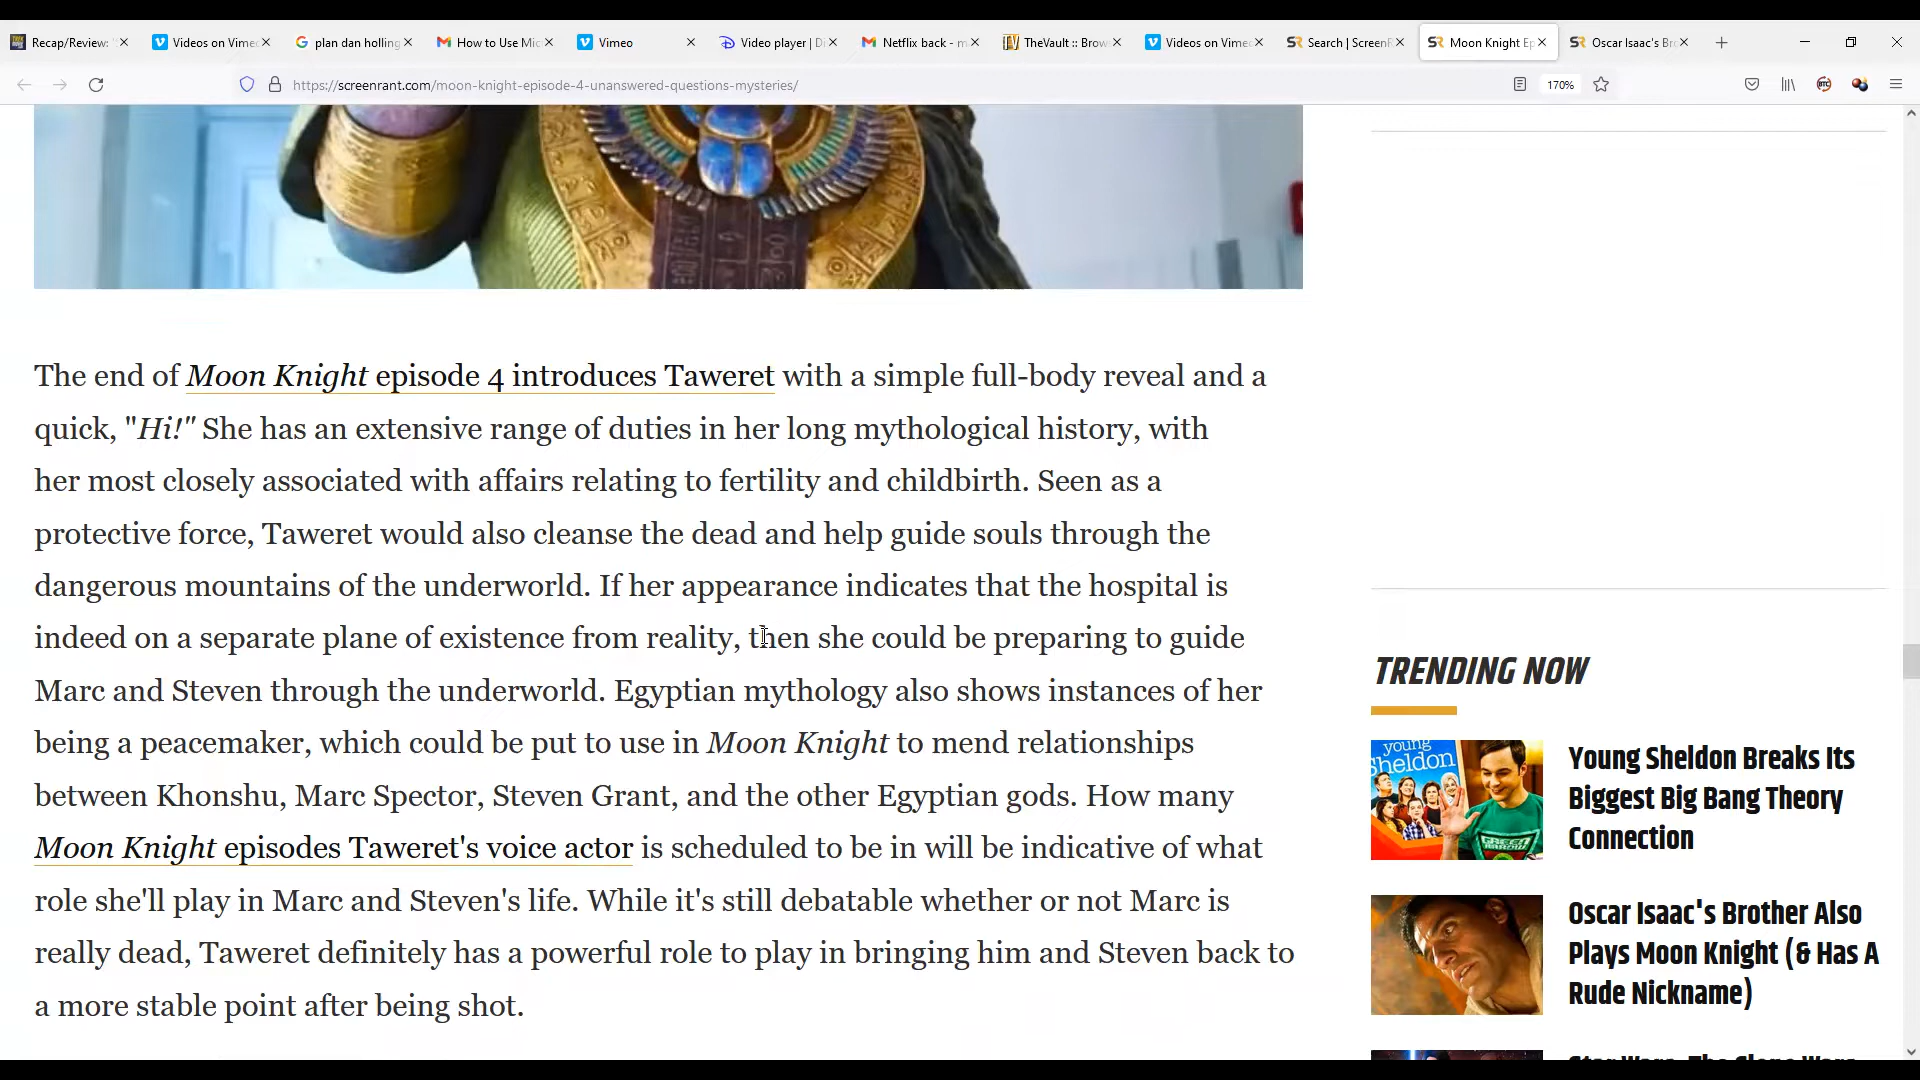 Recap/Review: "
Videos on Vime
plan dan holling
How to Use Mic
Vimeo
Video player | Di
Netflix back - m
TheVault :: Brow
Videos on Vime
Search | ScreenR
Moon Knight Ep
Oscar Isaac's Bro
https://screenrant.com/moon-knight-episode-4-unanswered-questions-mysteries/
170%
The end of Moon Knight episode 4 introduces Taweret with a simple full-body reveal and a
quick, "Hi!" She has an extensive range of duties in her long mythological history, with
her most closely associated with affairs relating to fertility and childbirth. Seen as a
protective force, Taweret would also cleanse the dead and help guide souls through the
dangerous mountains of the underworld. If her appearance indicates that the hospital is
indeed on a separate plane of existence from reality, then she could be preparing to guide
Marc and Steven through the underworld. Egyptian mythology also shows instances of her
being a peacemaker, which could be put to use in Moon Knight to mend relationships
between Khonshu, Marc Spector, Steven Grant, and the other Egyptian gods. How many
Moon Knight episodes Taweret's voice actor is scheduled to be in will be indicative of what
role she'll play in Marc and Steven's life. While it's still debatable whether or not Marc is
really dead, Taweret definitely has a powerful role to play in bringing him and Steven back to
a more stable point after being shot.
TRENDING NOW
young
Sheldon
Young Sheldon Breaks Its
Biggest Big Bang Theory
Connection
Oscar Isaac's Brother Also
Plays Moon Knight (& Has A
Rude Nickname)
Star Wars: The Clone Wars